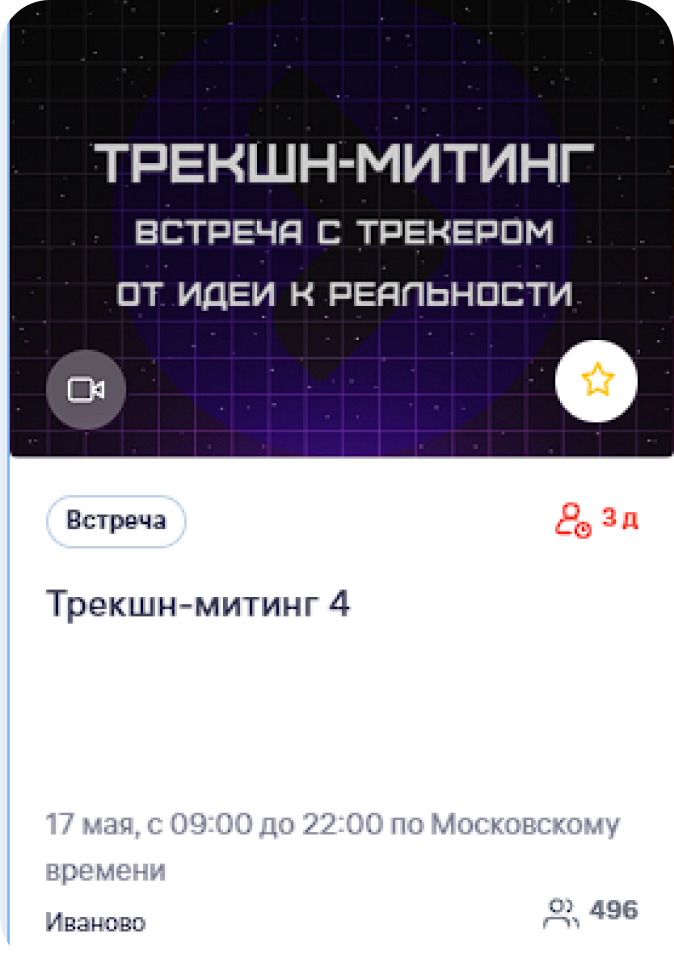 ТРЕКШН-МИТИНГ
ВСТРЕЧА С ТРЕКЕРОМ
ОТ ИДЕИ К РЕАЛЬНОСТИ
Встреча
3 д
Трекшн-митинг 4
17 мая, с 09:00 до 22:00 по Московскому
времени
Иваново
496